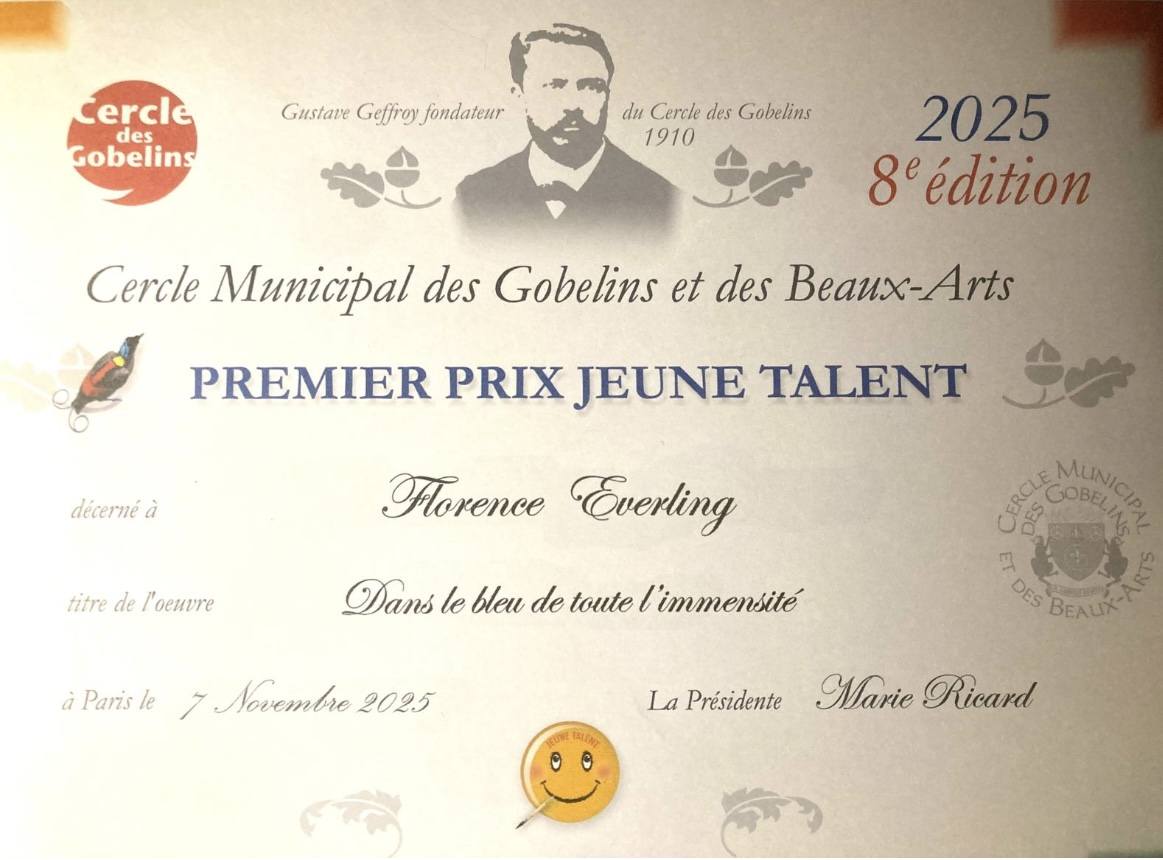 Cercle
des
Gobelins
Gustave Geffroy fondateur du Cercle des Gobelins
1910
2025
8e édition
Cercle Municipal des Gobelins et des Beaux-Arts
PREMIER PRIX JEUNE TALENT
décerné à Florence Everling
CERCLE MUNICIPAL
DES GOBELINS
ET DES BEAUX-ARTS
titre de l'oeuvre Dans le bleu de toute l'immensité
à Paris le 7 Novembre 2025
La Présidente Marie Ricard
JEUNE TALENT